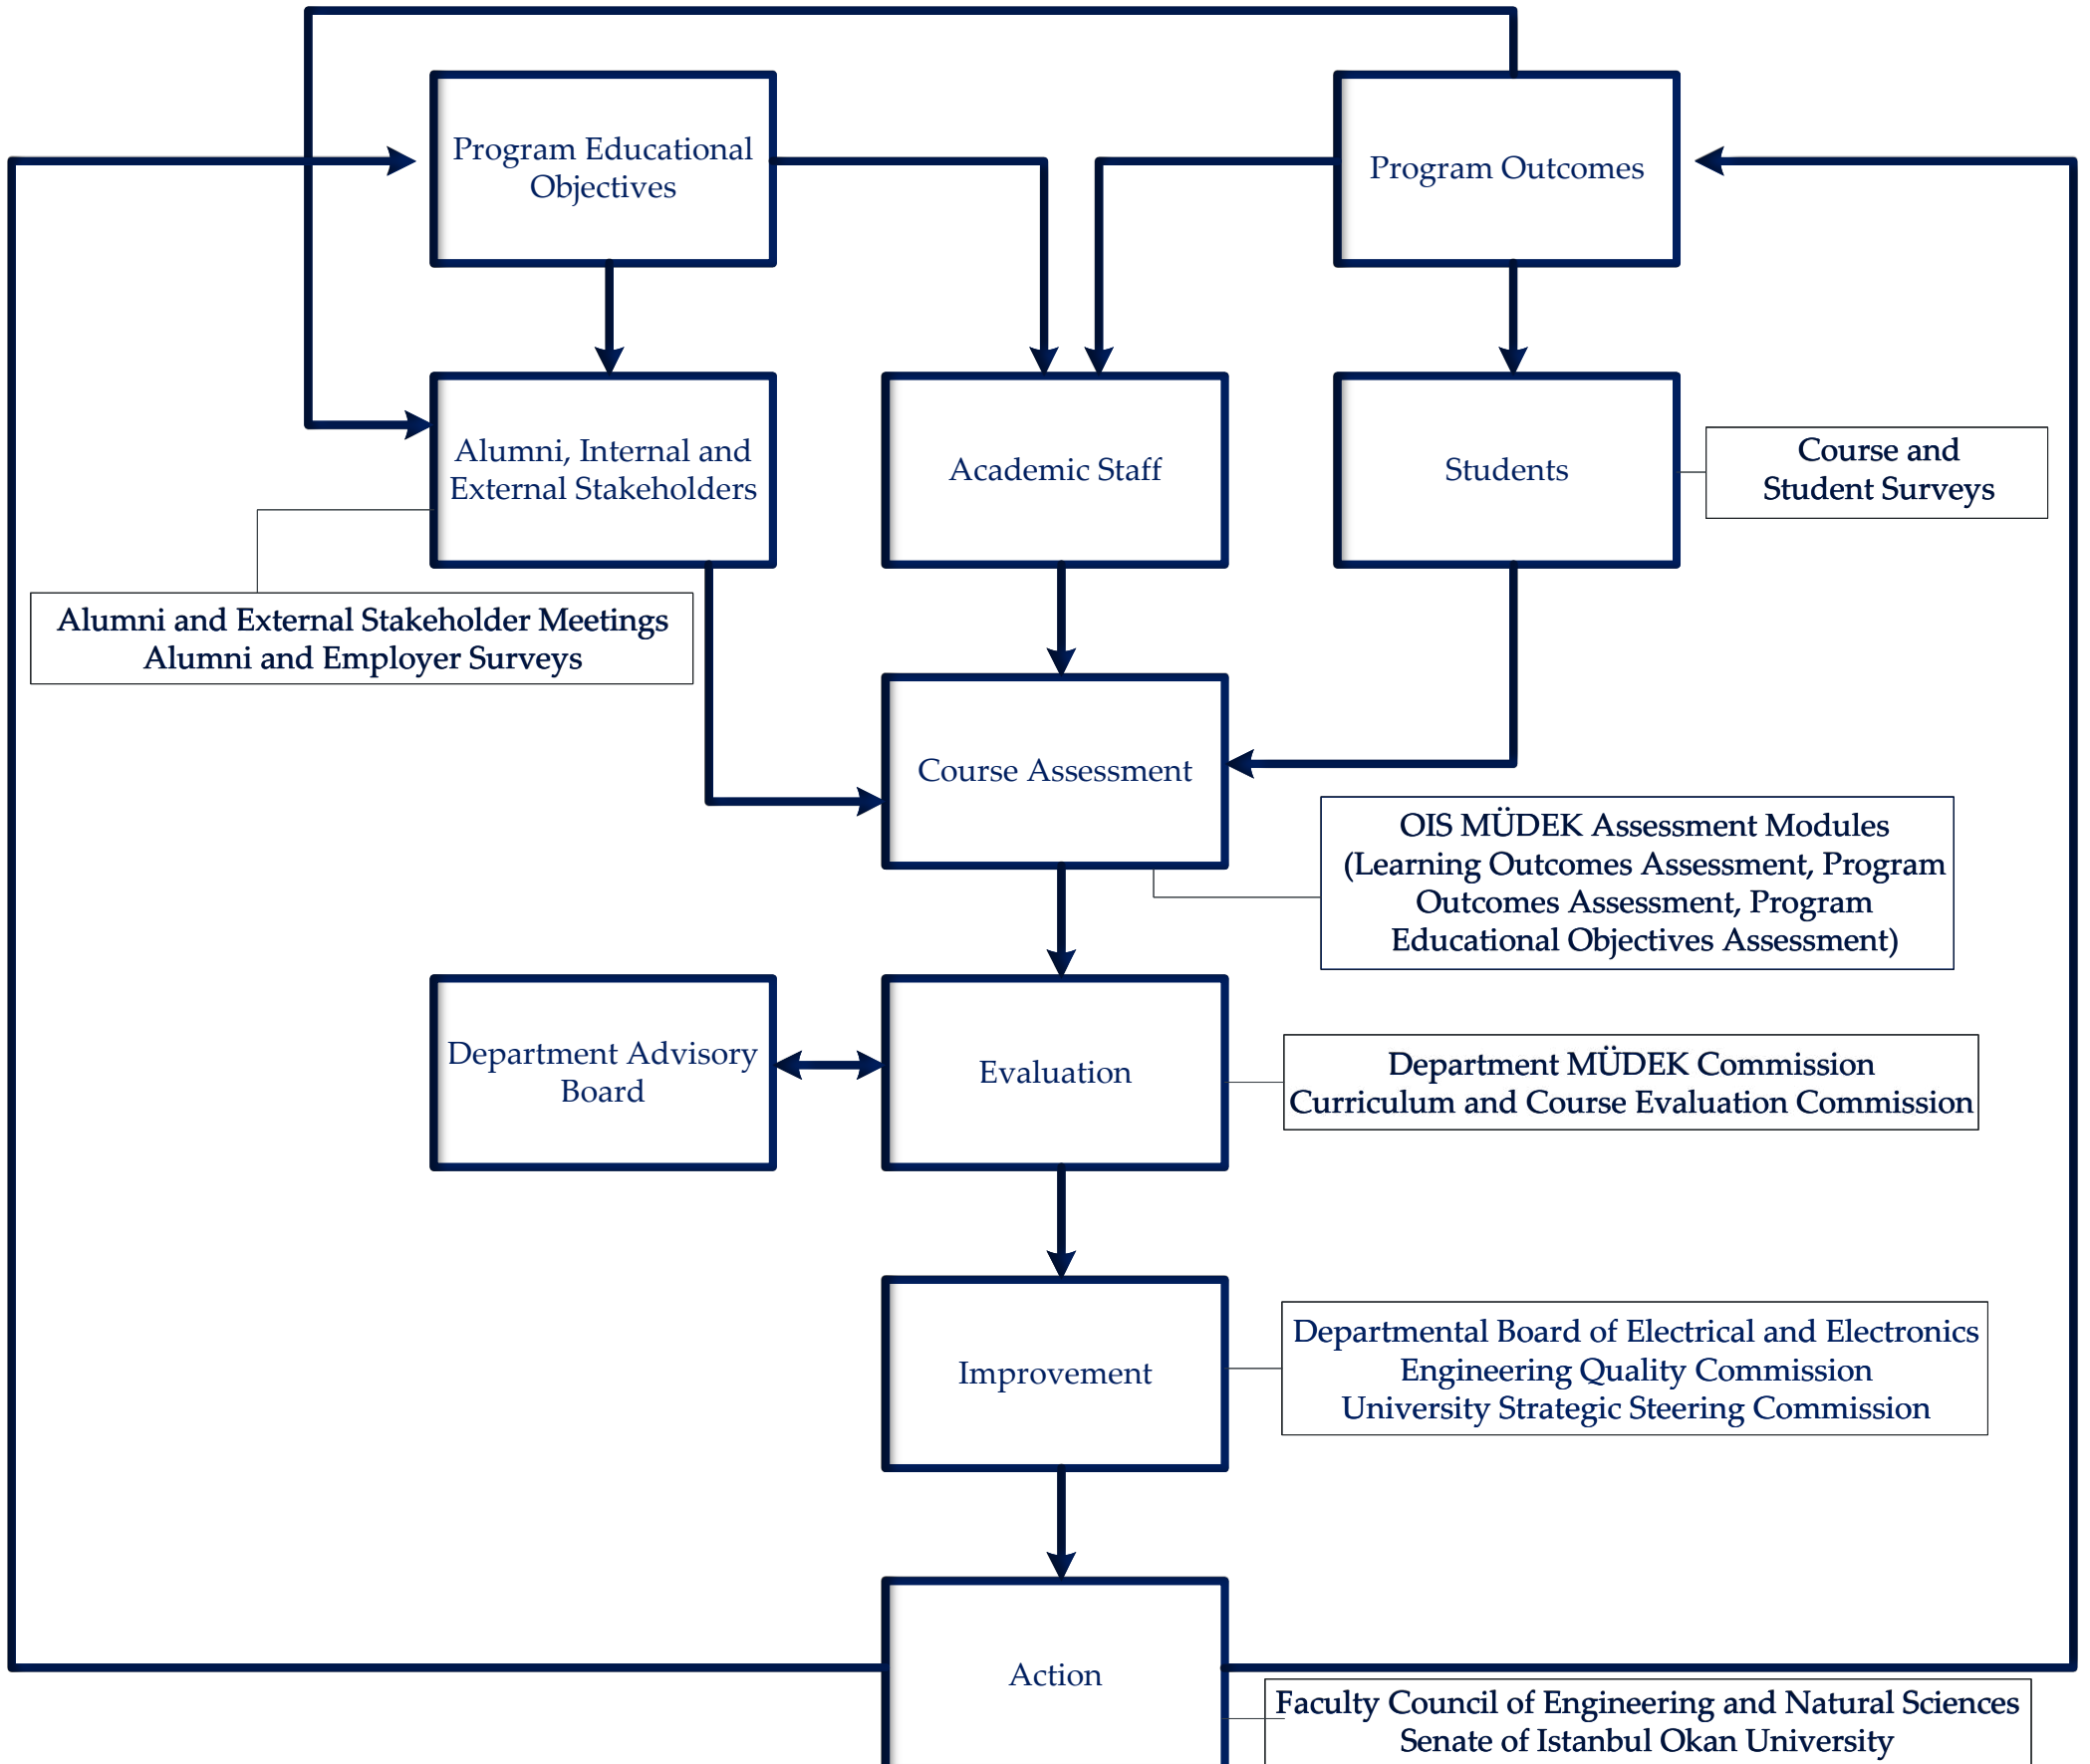 Program Educational
Objectives
Program Outcomes
Alumni, Internal and
External Stakeholders
Academic Staff
Students
Course and
Student Surveys
Alumni and External Stakeholder Meetings
Alumni and Employer Surveys
Course Assessment
OIS MÜDEK Assessment Modules
(Learning Outcomes Assessment, Program
Outcomes Assessment, Program
Educational Objectives Assessment)
Department Advisory
Board
Evaluation
Department MÜDEK Commission
Curriculum and Course Evaluation Commission
Improvement
Departmental Board of Electrical and Electronics
Engineering Quality Commission
University Strategic Steering Commission
Action
Faculty Council of Engineering and Natural Sciences
Senate of Istanbul Okan University